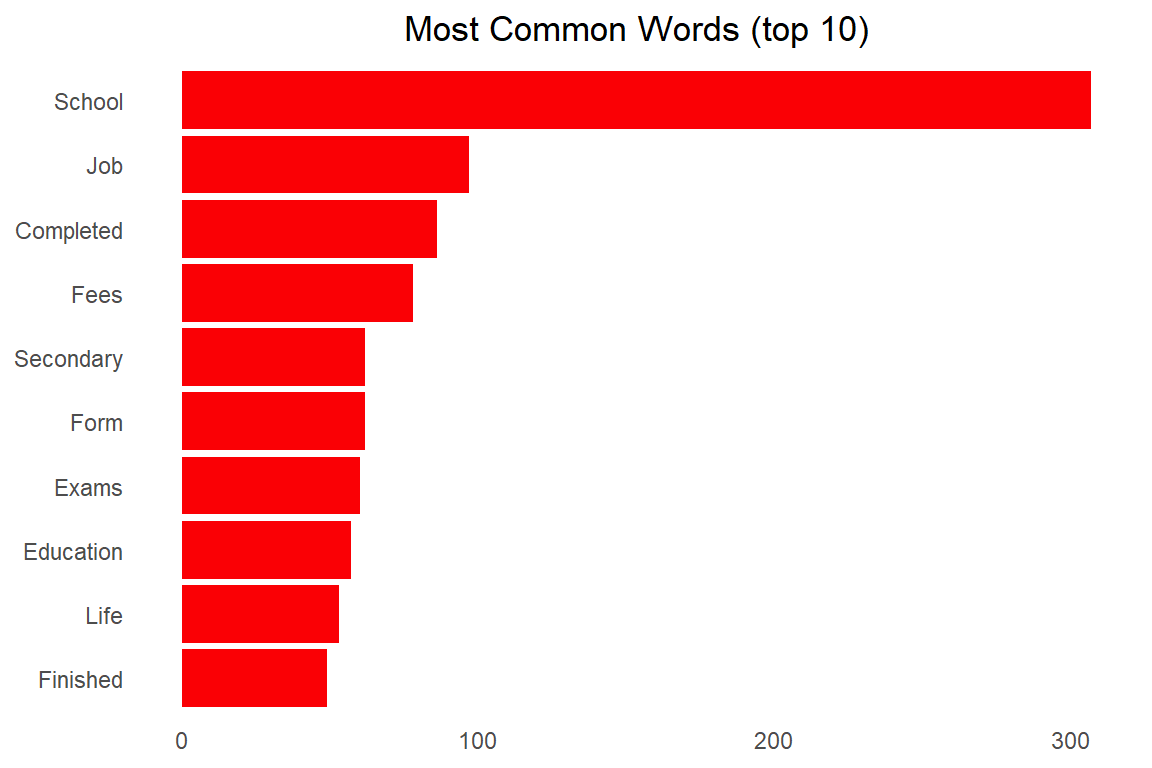 Most Common Words (top 10)
School
Job
Completed
Fees
Secondary
Form
Exams
Education
Life
Finished
0 100 200 300